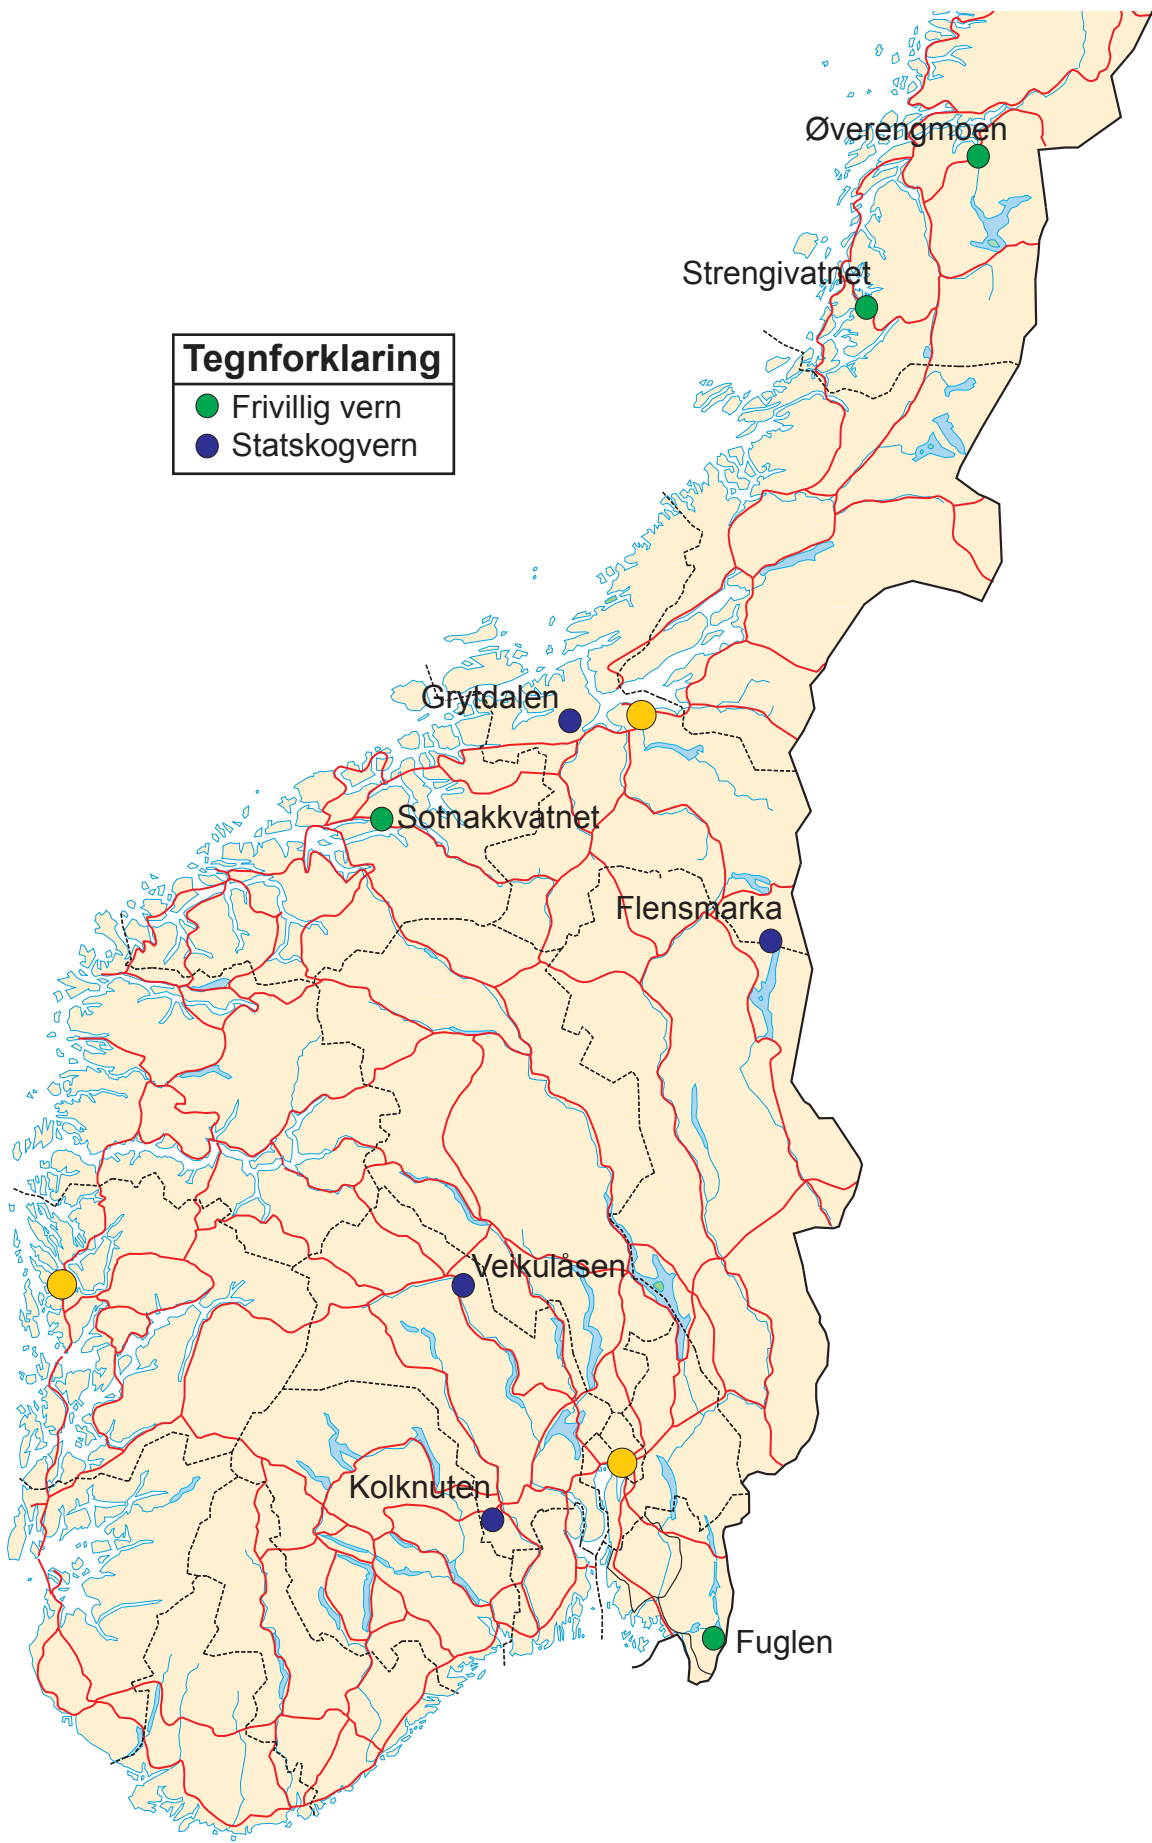 Øverengmoen
Strengivatnet
Tegnforklaring
Frivillig vern
Statskogvern
Grytdalen
Sotnakkvatnet
Flensmarka
Veikulåsen
Kolknuten
Fuglen